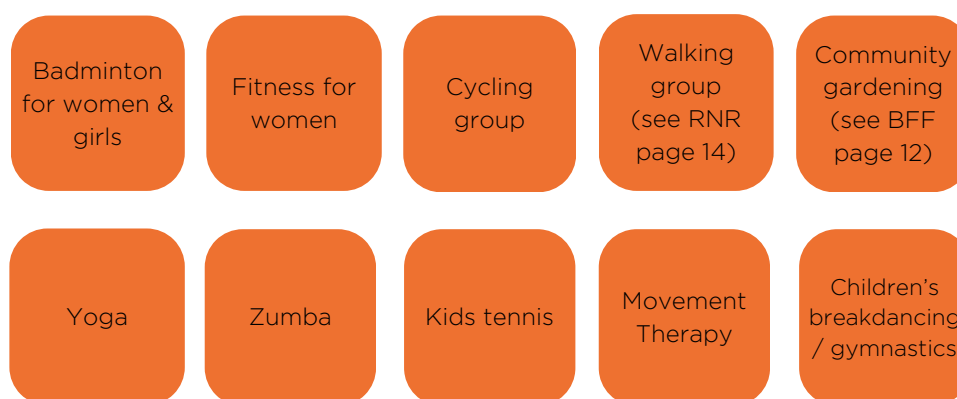 Badminton
for women &
girls
Fitness for
women
Cycling
group
Walking
group
(see RNR
page 14)
Community
gardening
(see BFF
page 12)
Yoga
Zumba
Kids tennis
Movement
Therapy
Children's
breakdancing
/ gymnastics